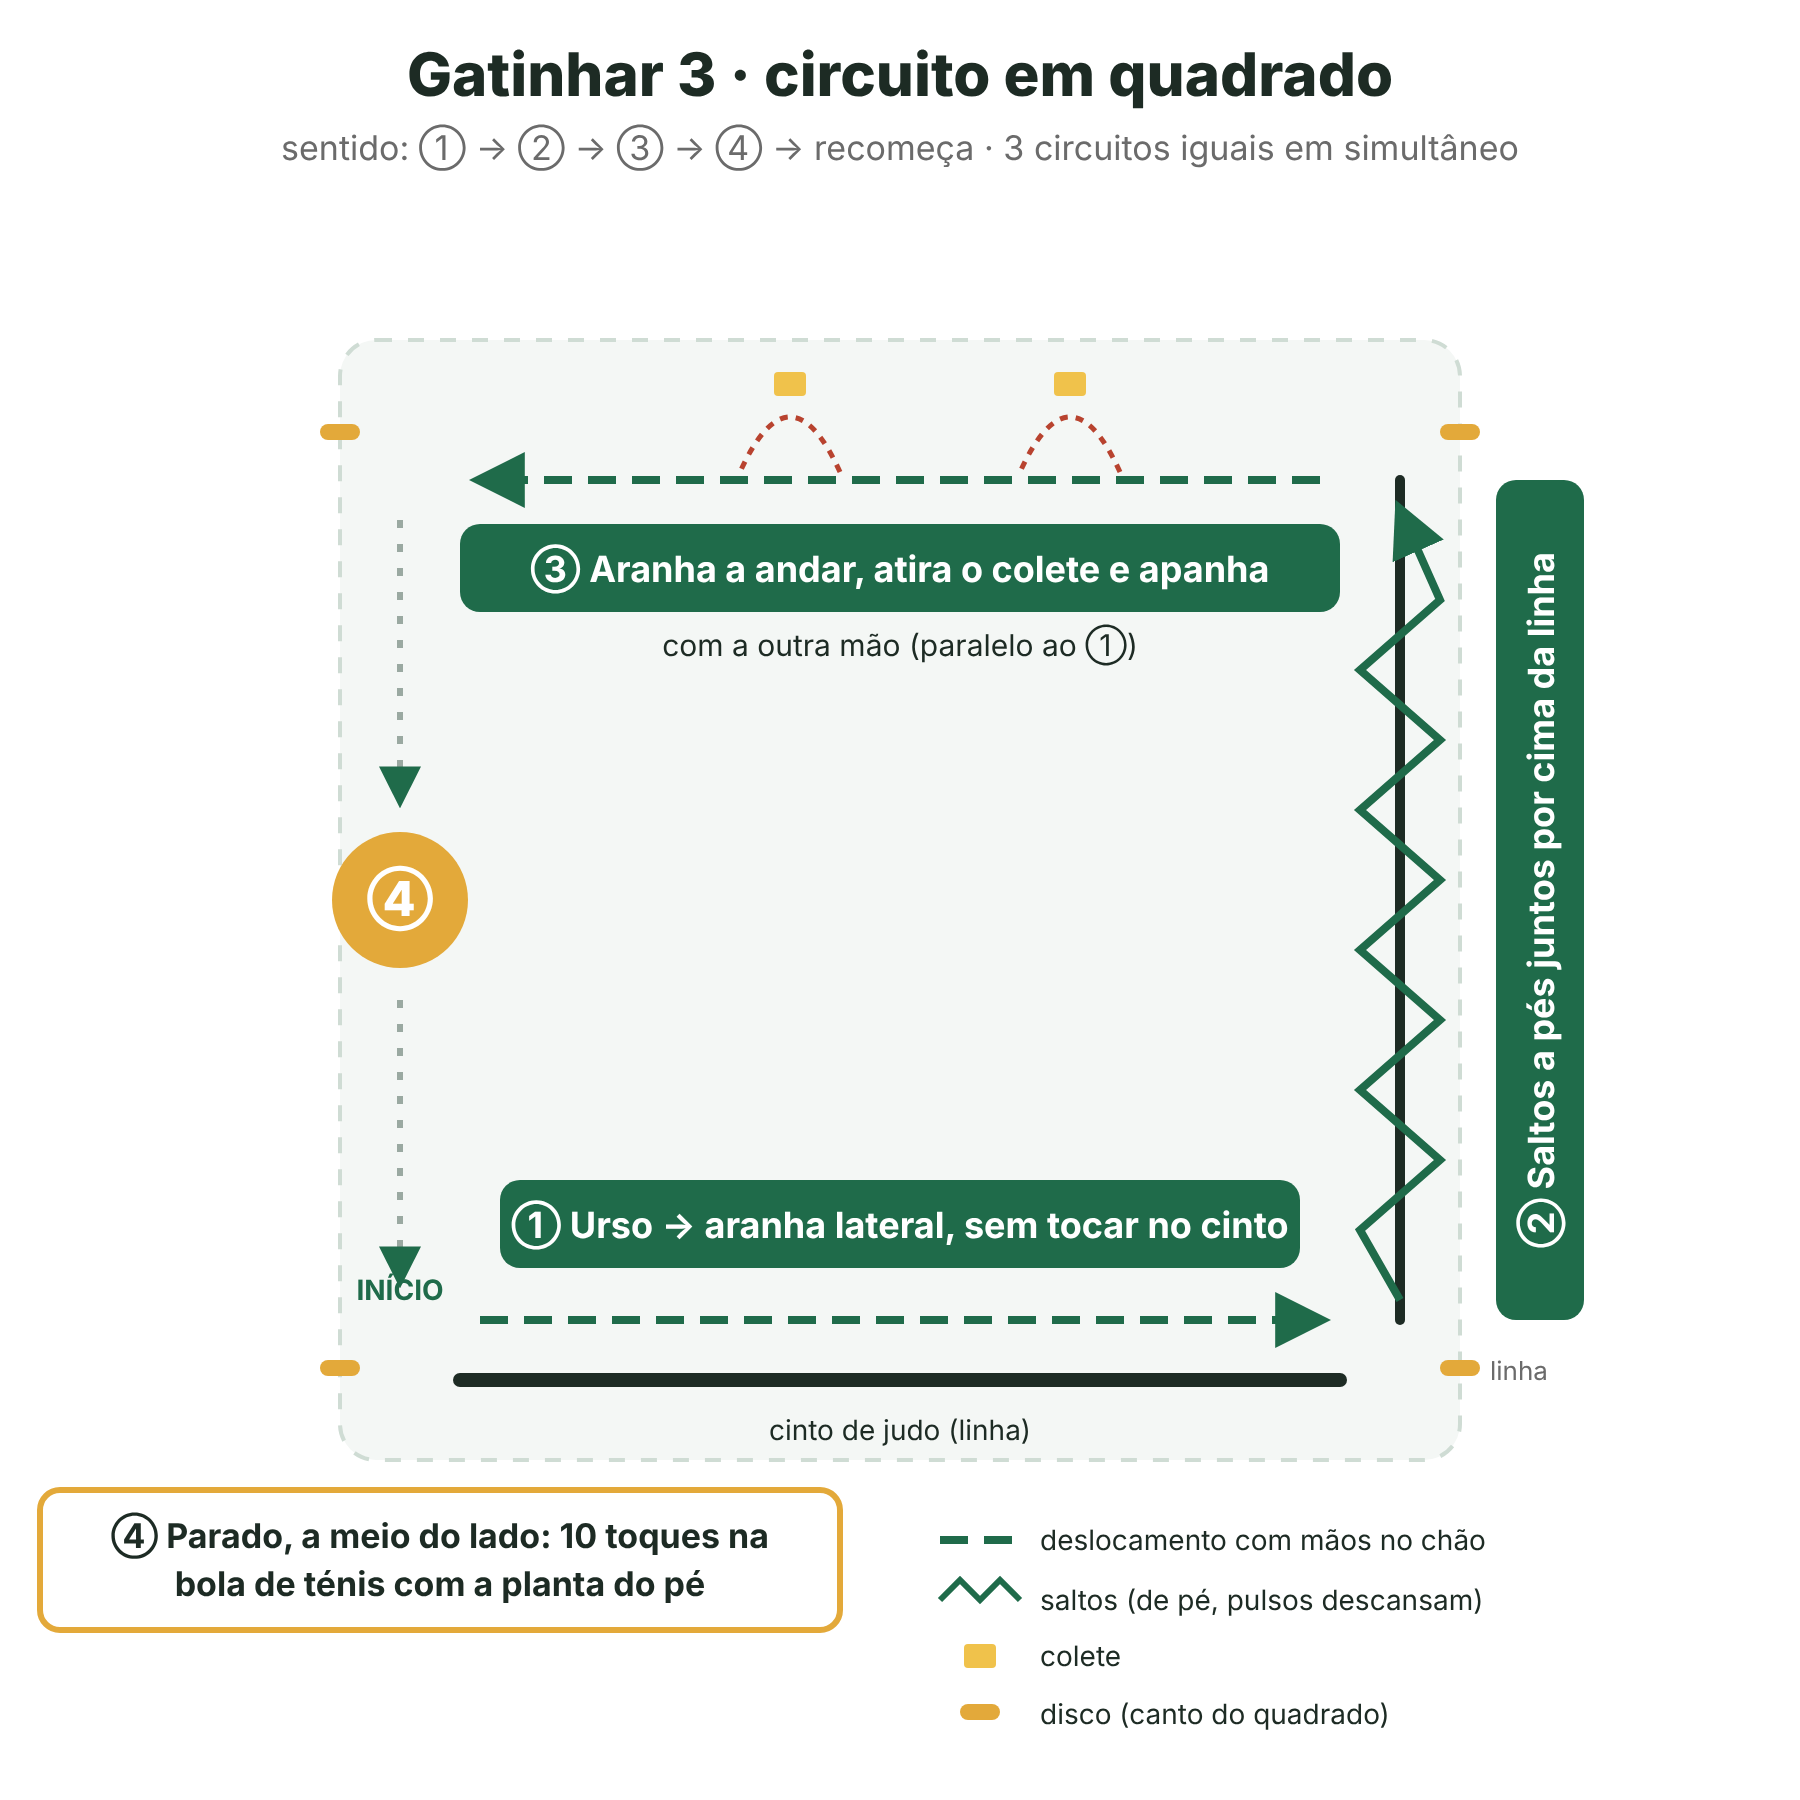 Gatinhar 3 · circuito em quadrado
sentido: ① → ② → ③ → ④ → recomeça · 3 circuitos iguais em simultâneo
③ Aranha a andar, atira o colete e apanha
com a outra mão (paralelo ao ①)
② Saltos a pés juntos por cima da linha
④
① Urso → aranha lateral, sem tocar no cinto
INÍCIO
linha
cinto de judo (linha)
④ Parado, a meio do lado: 10 toques na
bola de ténis com a planta do pé
deslocamento com mãos no chão
saltos (de pé, pulsos descansam)
colete
disco (canto do quadrado)